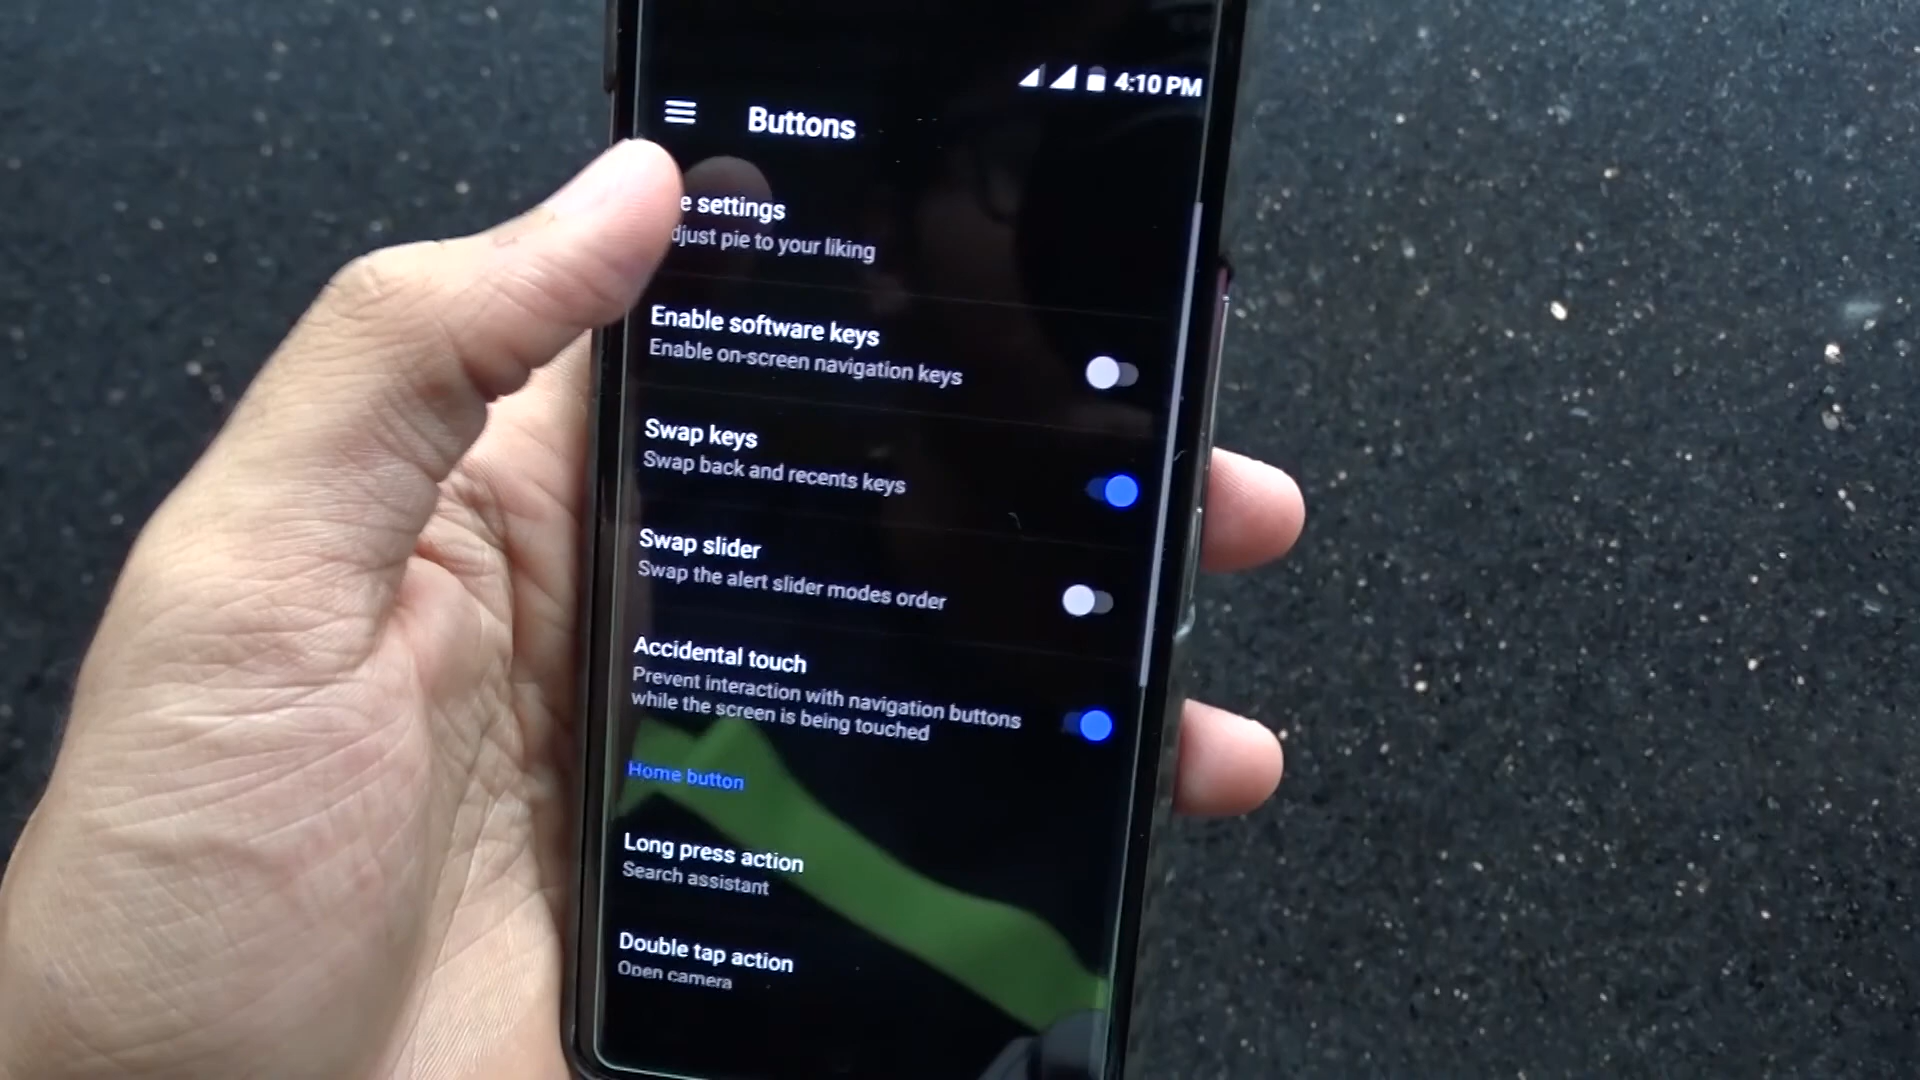 4:10 PM
Buttons
e settings
djust pie to your liking
Enable software keys
Enable on-screen navigation keys
Swap keys
Swap back and recents keys
Swap slider
Swap the alert slider modes order
Accidental touch
Prevent interaction with navigation buttons
while the screen is being touched
Home button
Long press action
Search assistant
Double tap action
Open camera